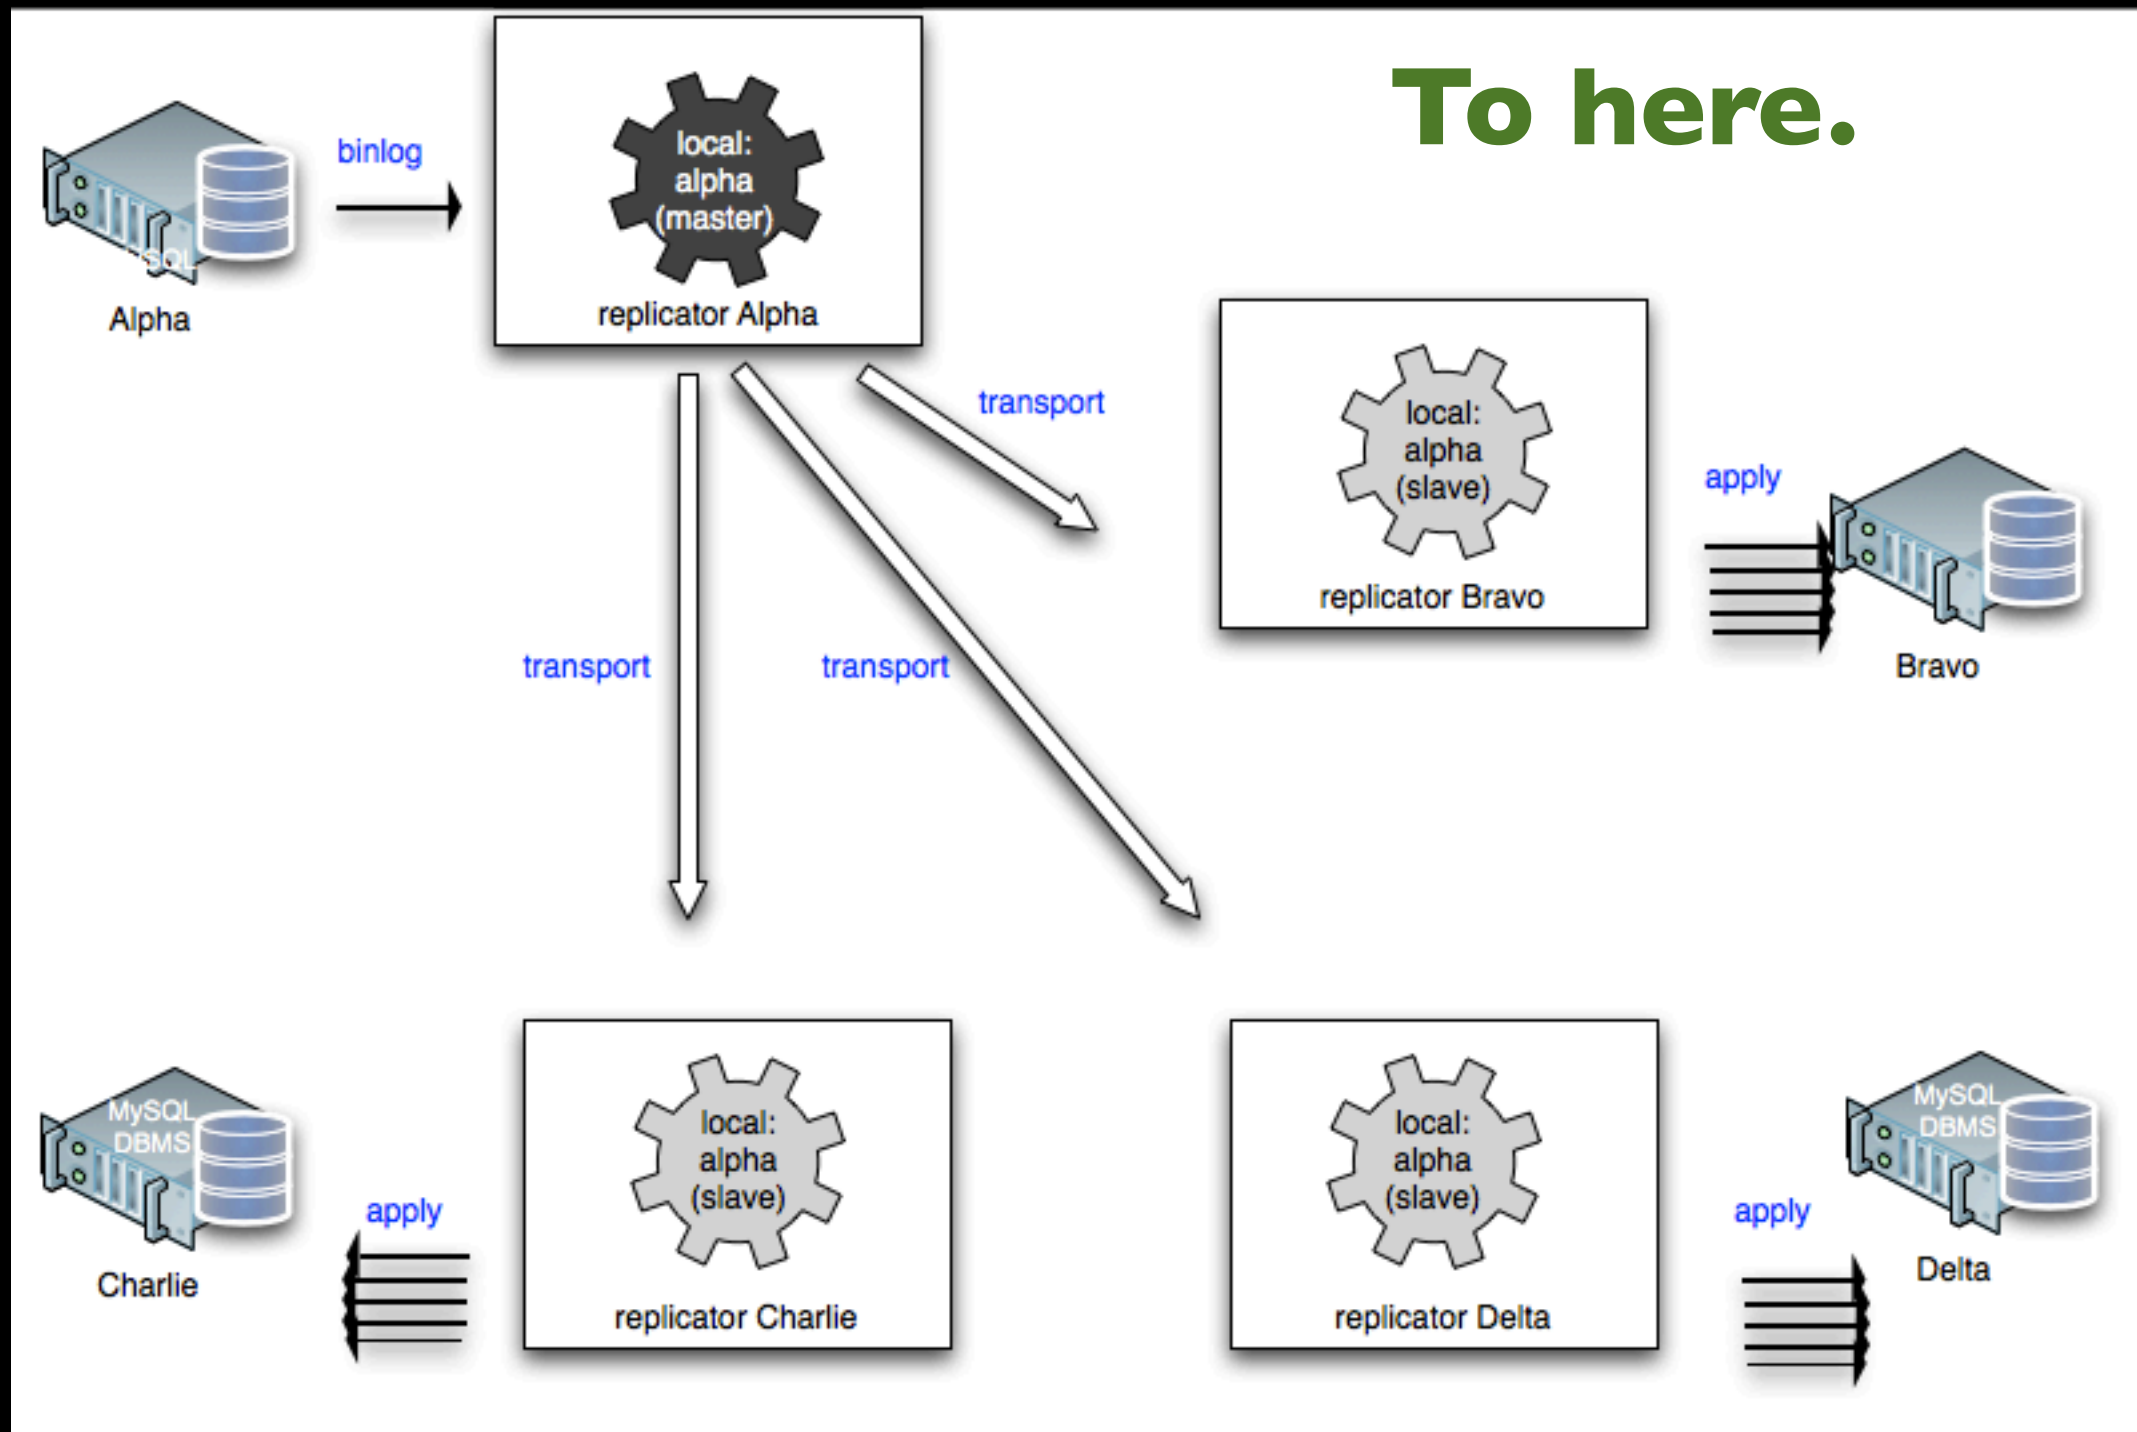 To here.
binlog
local:
alpha
(master)
replicator Alpha
Alpha
transport
local:
alpha
(slave)
replicator Bravo
apply
Bravo
transport
transport
MySQL
DBMS
Charlie
apply
local:
alpha
(slave)
replicator Charlie
local:
alpha
(slave)
replicator Delta
apply
MySQL
DBMS
Delta